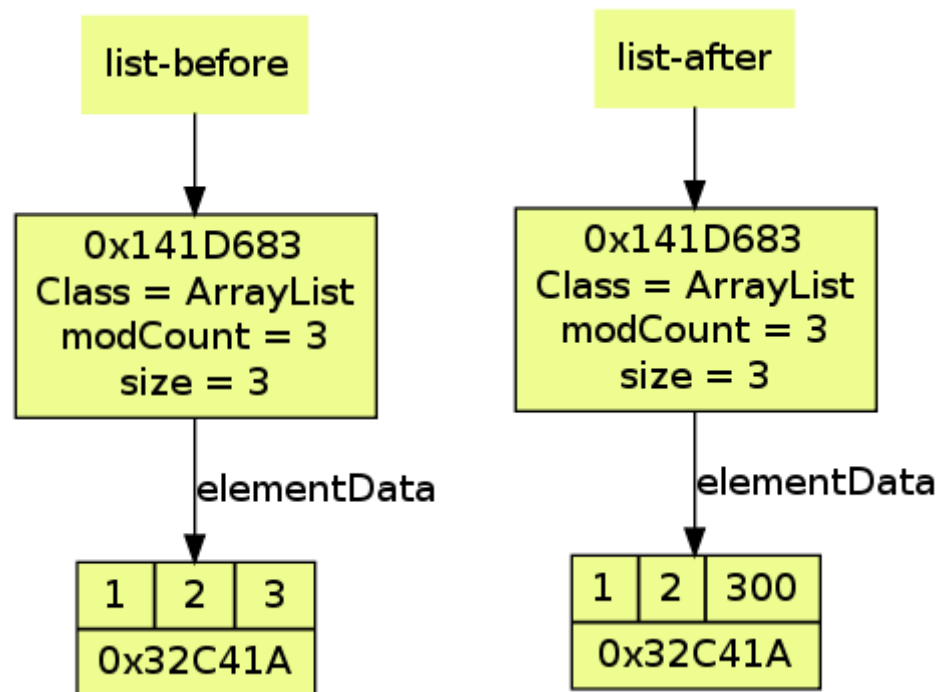 list-before
0x141D683
Class = ArrayList
modCount = 3
size = 3
elementData
1 2 3
0x32C41A
list-after
0x141D683
Class = ArrayList
modCount = 3
size = 3
elementData
1 2 300
0x32C41A